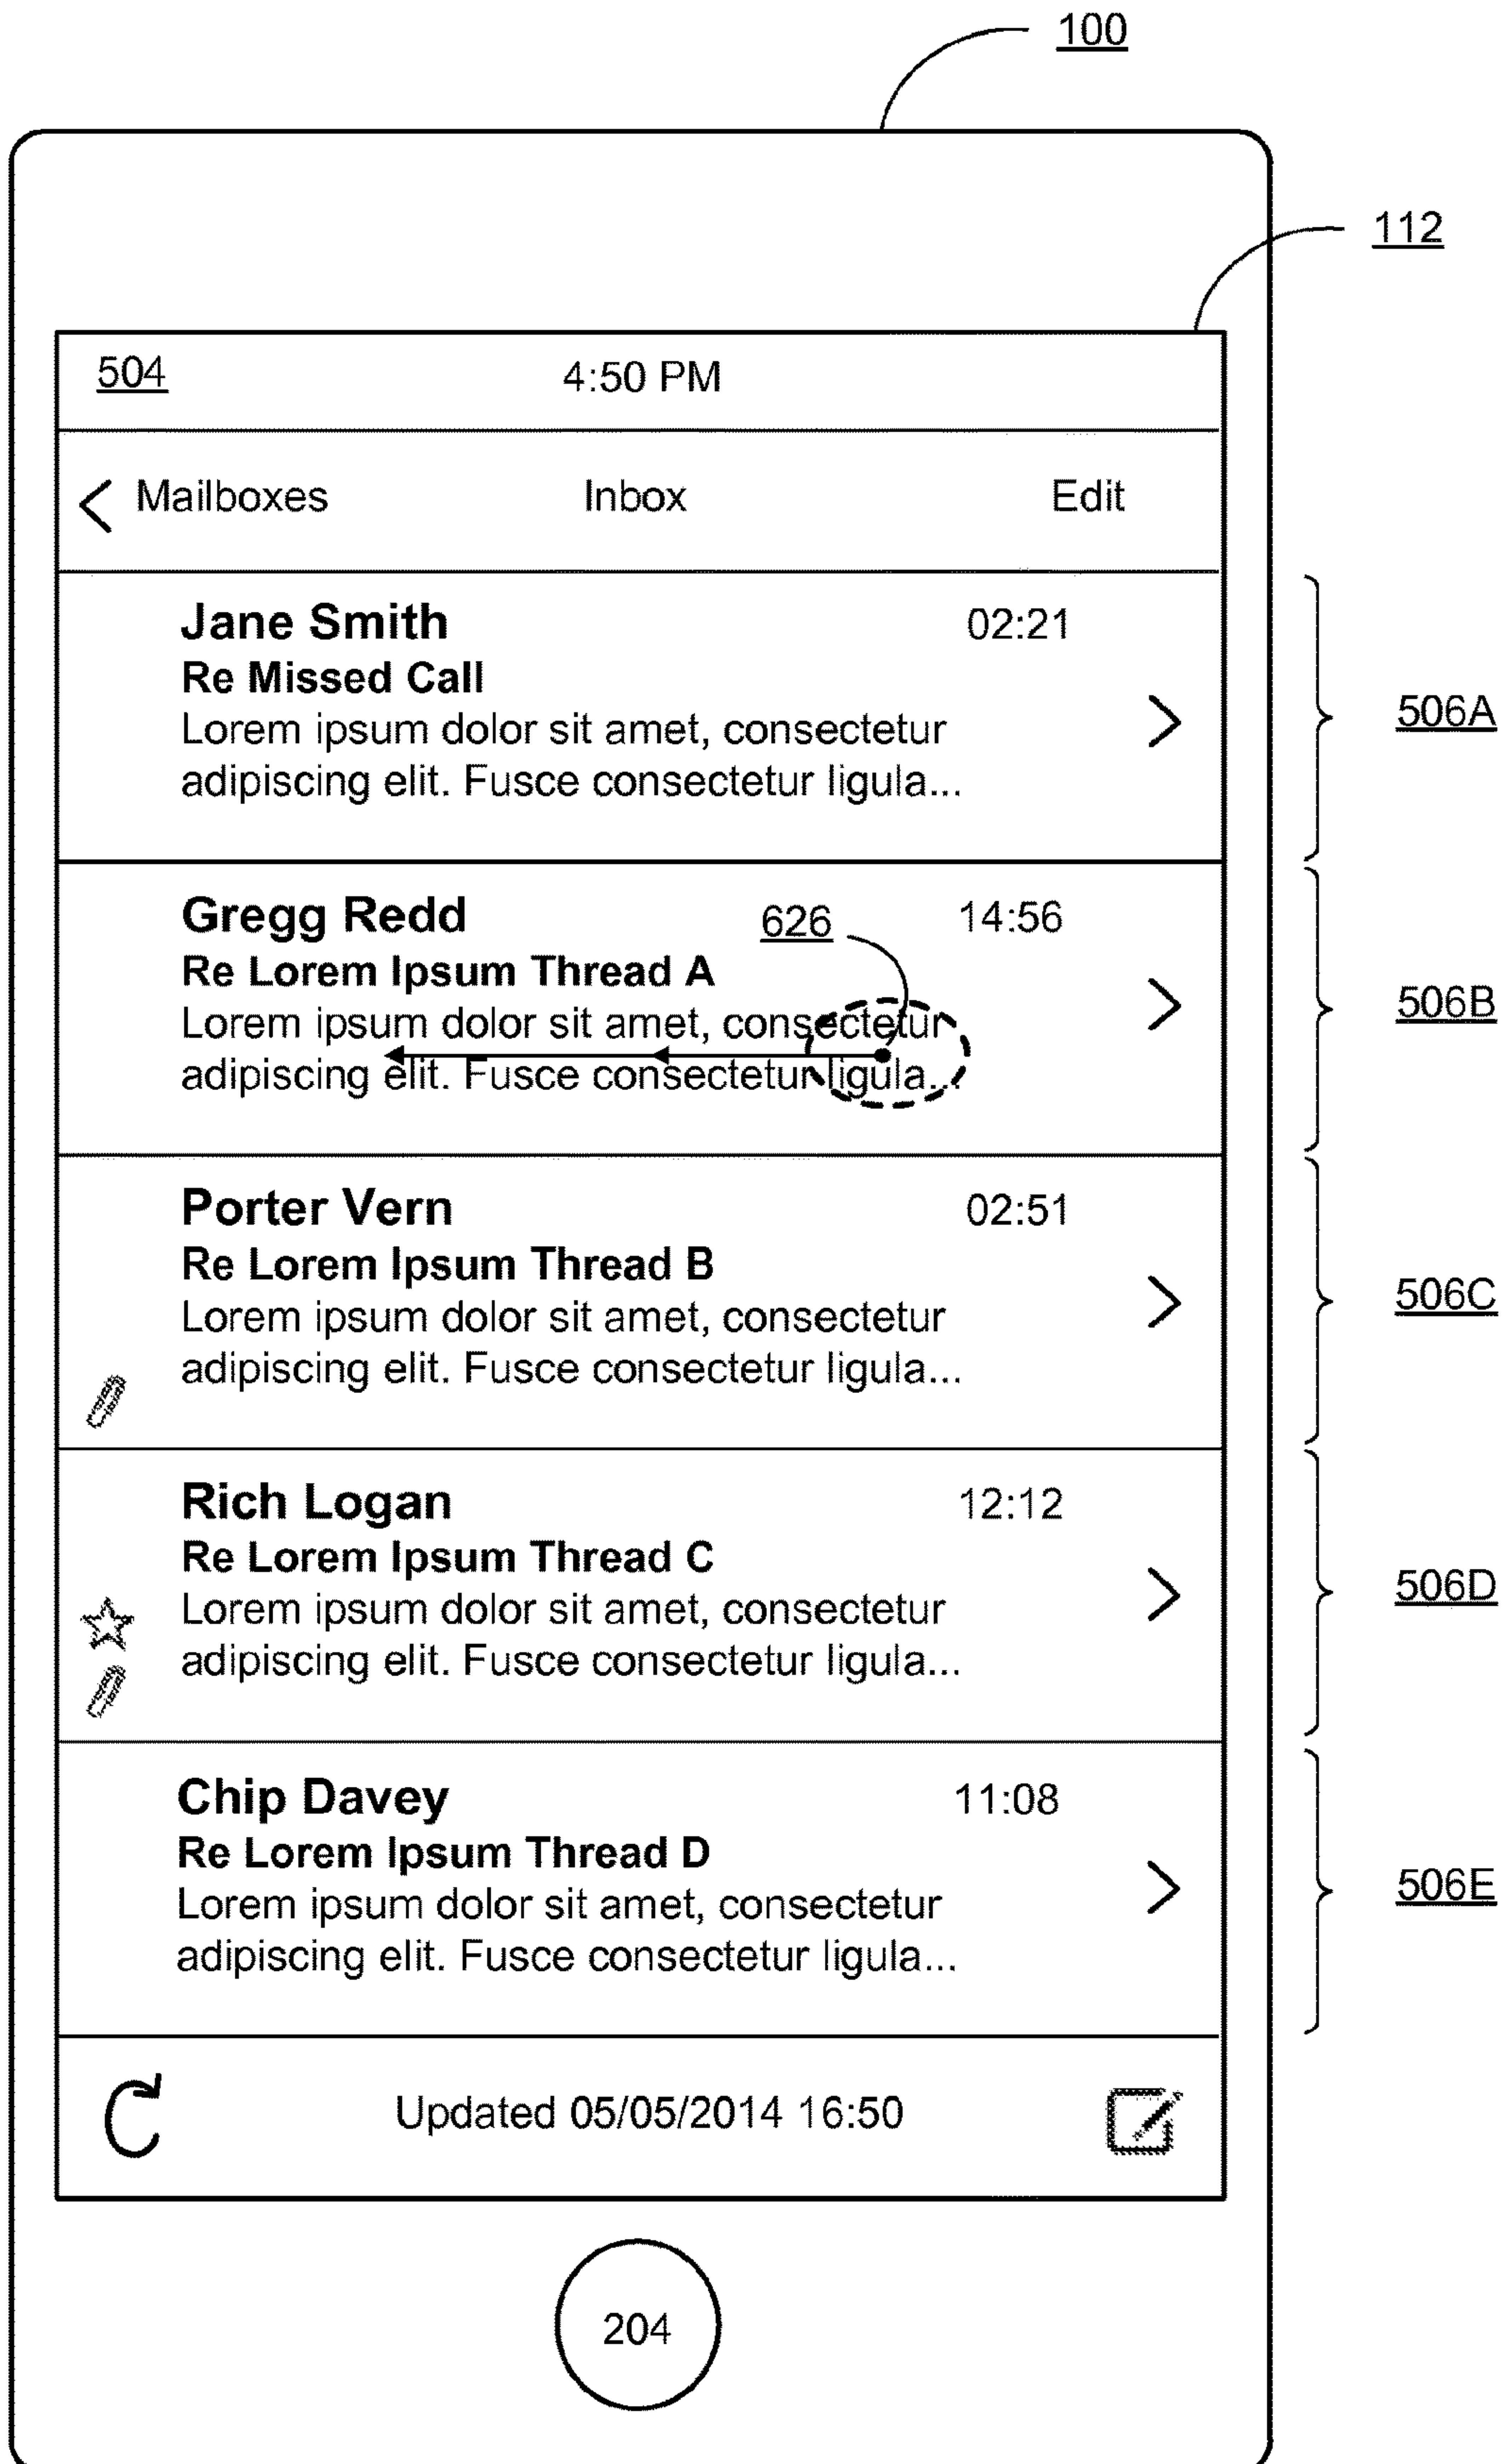 100
112
504 4:50 PM
Mailboxes Inbox Edit
Jane Smith 02:21
Re Missed Call
Lorem ipsum dolor sit amet, consectetur
adipiscing elit. Fusce consectetur ligula...
506A
Gregg Redd 626 14:56
Re Lorem Ipsum Thread A
Lorem ipsum dolor sit amet, consectetur
adipiscing elit. Fusce consectetur ligula...
506B
Porter Vern 02:51
Re Lorem Ipsum Thread B
Lorem ipsum dolor sit amet, consectetur
adipiscing elit. Fusce consectetur ligula...
506C
Rich Logan 12:12
Re Lorem Ipsum Thread C
Lorem ipsum dolor sit amet, consectetur
adipiscing elit. Fusce consectetur ligula...
506D
Chip Davey 11:08
Re Lorem Ipsum Thread D
Lorem ipsum dolor sit amet, consectetur
adipiscing elit. Fusce consectetur ligula...
506E
Updated 05/05/2014 16:50
204